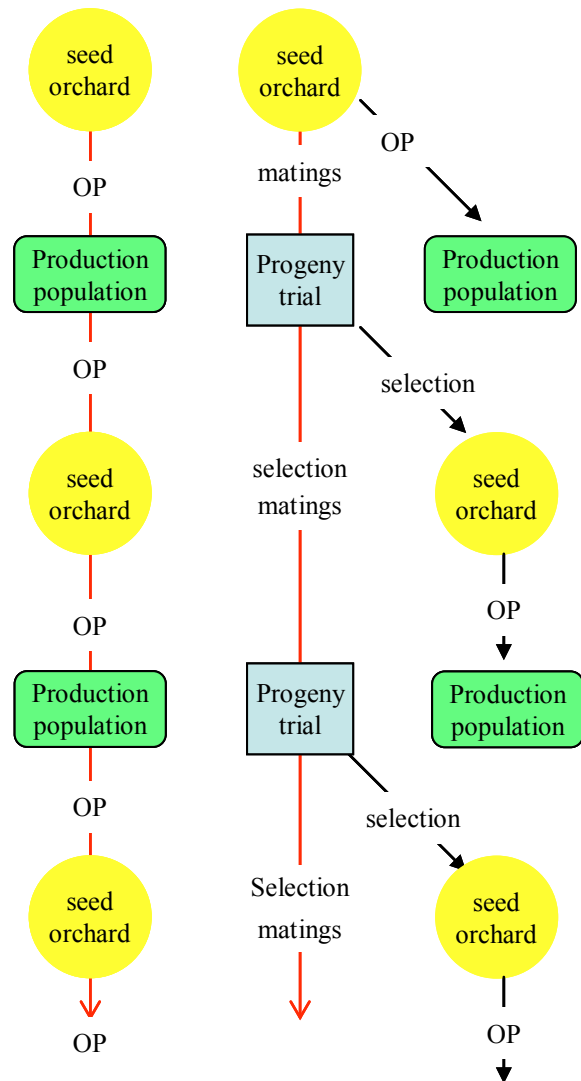 seed
orchard
OP
Production
population
OP
seed
orchard
OP
Production
population
OP
seed
orchard
OP
seed
orchard
matings
Progeny
trial
selection
matings
Progeny
trial
Selection
matings
OP
Production
population
selection
seed
orchard
OP
Production
population
selection
seed
orchard
OP